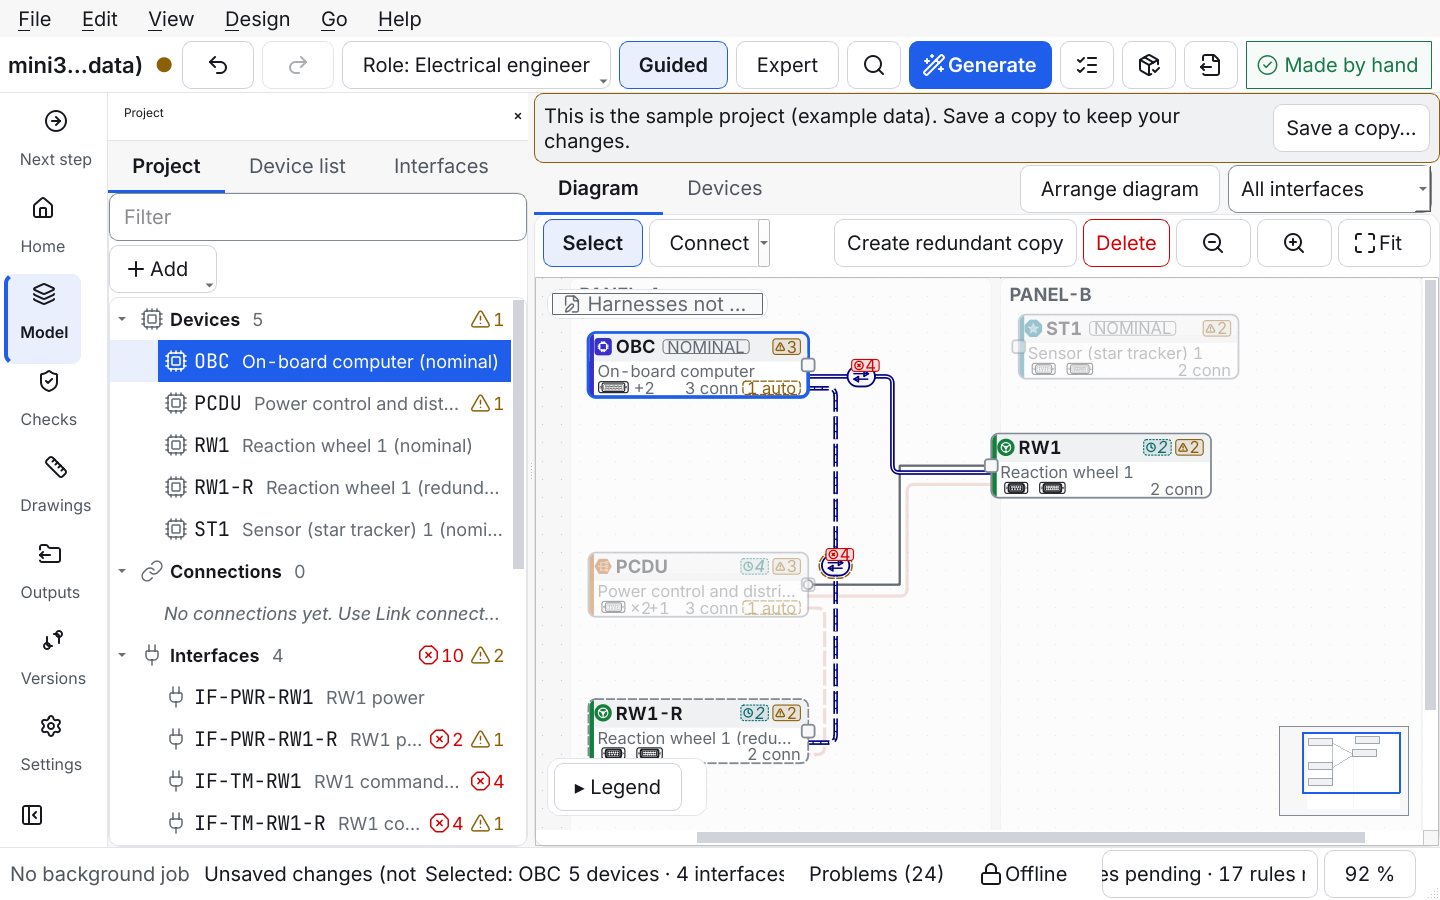 File Edit View Design Go Help
mini3...data) Role: Electrical engineer Guided Expert Generate Made by hand
Next step
Home
Model
Checks
Drawings
Outputs
Versions
Settings
Project ×
Project Device list Interfaces
Filter
+ Add
Devices 5 1
OBC On-board computer (nominal)
PCDU Power control and dist... 1
RW1 Reaction wheel 1 (nominal)
RW1-R Reaction wheel 1 (redund...
ST1 Sensor (star tracker) 1 (nomi...
Connections 0
No connections yet. Use Link connect...
Interfaces 4 10 2
IF-PWR-RW1 RW1 power
IF-PWR-RW1-R RW1 p... 2 1
IF-TM-RW1 RW1 command... 4
IF-TM-RW1-R RW1 co... 4 1
This is the sample project (example data). Save a copy to keep your
changes.
Save a copy...
Diagram Devices Arrange diagram All interfaces
Select Connect Create redundant copy Delete Fit
Harnesses not ...
PANEL-B
OBC NOMINAL 3
On-board computer
+2 3 conn 1 auto
4
ST1 NOMINAL 2
Sensor (star tracker) 1
2 conn
RW1 2 2
Reaction wheel 1
2 conn
PCDU 4 3
Power control and distri...
×2+1 3 conn 1 auto
4
RW1-R 2 2
Reaction wheel 1 (redu...
2 conn
▸ Legend
No background job Unsaved changes (not Selected: OBC 5 devices · 4 interfaces Problems (24) Offline es pending · 17 rules 92 %